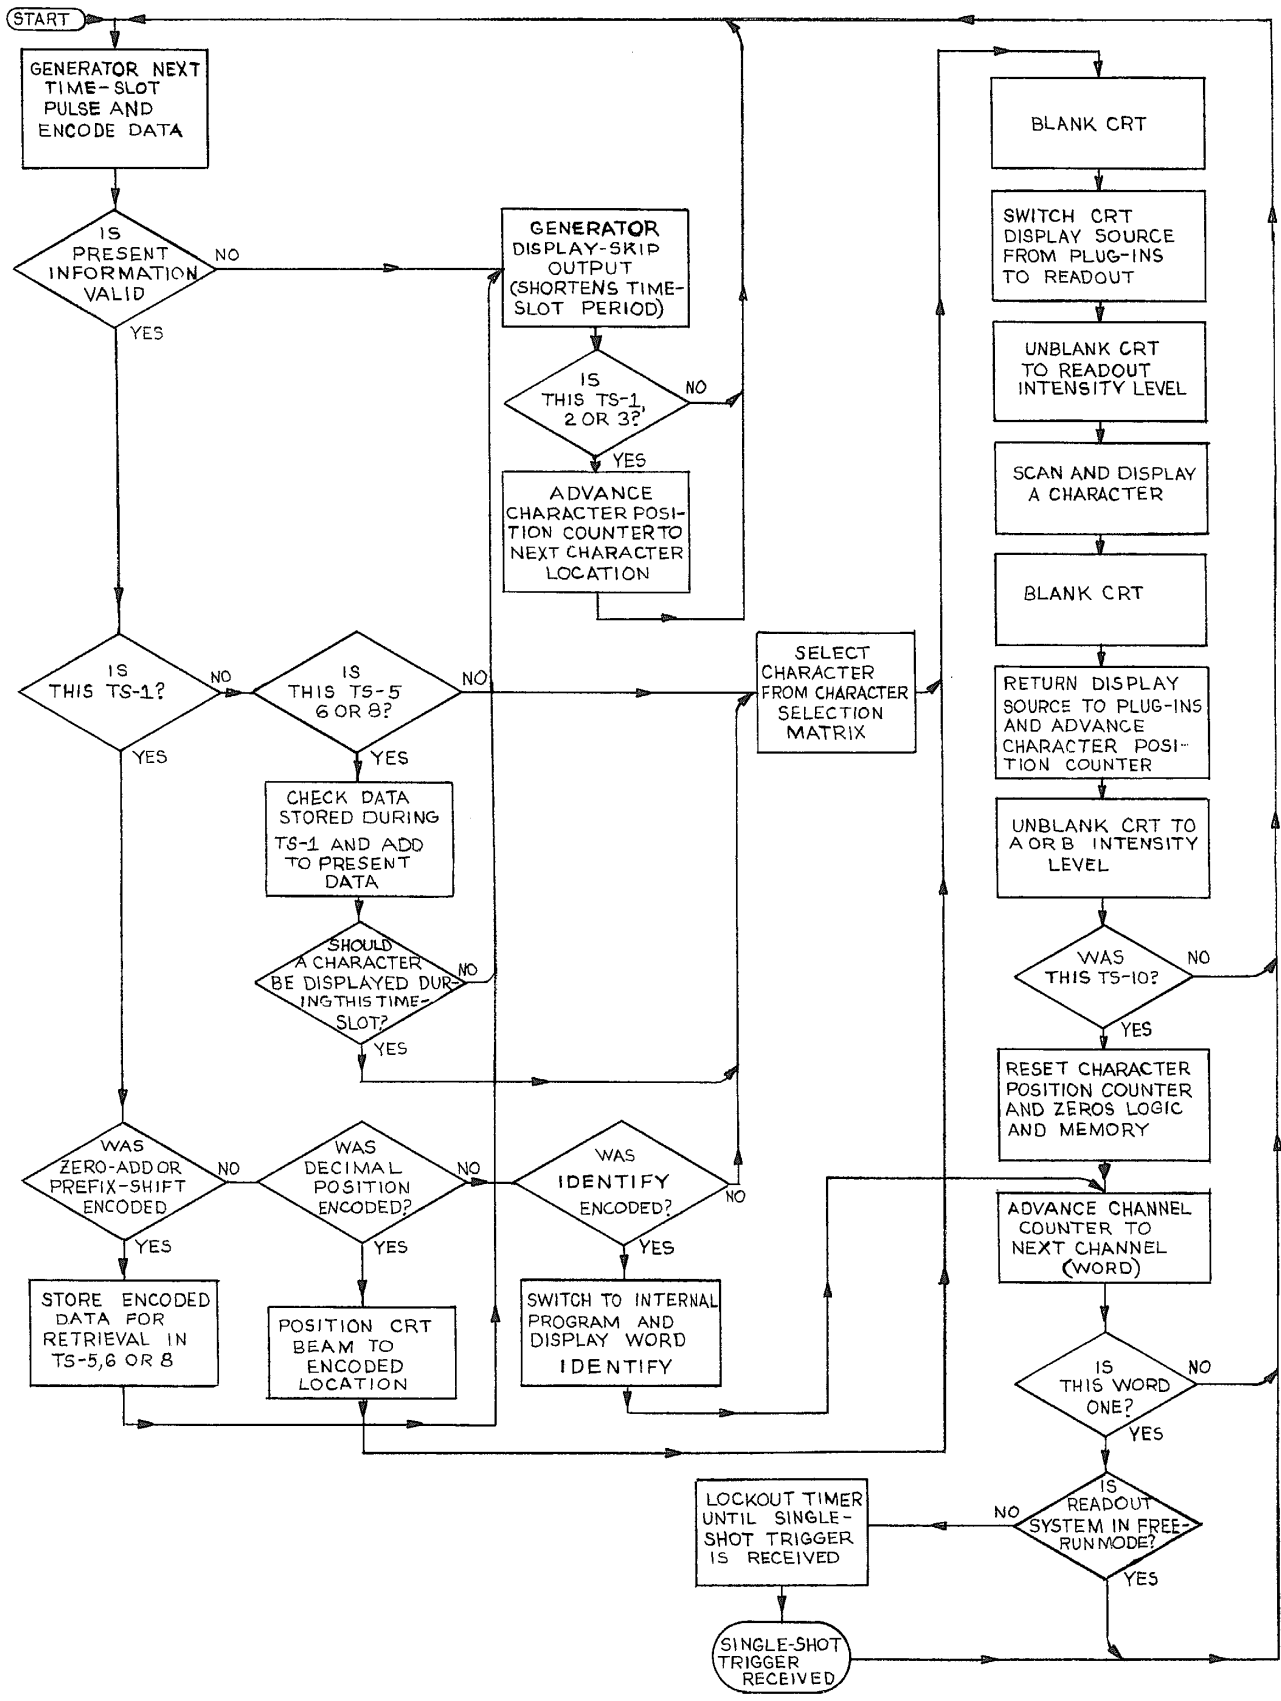 START
GENERATOR NEXT
TIME-SLOT
PULSE AND
ENCODE DATA
IS
PRESENT
INFORMATION
VALID
NO
YES
GENERATOR
DISPLAY-SKIP
OUTPUT
(SHORTENS TIME-
SLOT PERIOD)
IS
THIS TS-1,
2 OR 3?
NO
YES
ADVANCE
CHARACTER POSI-
TION COUNTER TO
NEXT CHARACTER
LOCATION
IS
THIS TS-1?
NO
YES
IS
THIS TS-5
6 OR 8?
NO
YES
SELECT
CHARACTER
FROM CHARACTER
SELECTION
MATRIX
CHECK DATA
STORED DURING
TS-1 AND ADD
TO PRESENT
DATA
SHOULD
A CHARACTER
BE DISPLAYED DUR-
ING THIS TIME-
SLOT?
NO
YES
WAS
ZERO-ADD OR
PREFIX-SHIFT
ENCODED
NO
YES
WAS
DECIMAL
POSITION
ENCODED?
NO
YES
WAS
IDENTIFY
ENCODED?
NO
YES
STORE ENCODED
DATA FOR
RETRIEVAL IN
TS-5,6 OR 8
POSITION CRT
BEAM TO
ENCODED
LOCATION
SWITCH TO INTERNAL
PROGRAM AND
DISPLAY WORD
IDENTIFY
BLANK CRT
SWITCH CRT
DISPLAY SOURCE
FROM PLUG-INS
TO READOUT
UNBLANK CRT
TO READOUT
INTENSITY LEVEL
SCAN AND DISPLAY
A CHARACTER
BLANK CRT
RETURN DISPLAY
SOURCE TO PLUG-INS
AND ADVANCE
CHARACTER POSI-
TION COUNTER
UNBLANK CRT TO
A OR B INTENSITY
LEVEL
WAS
THIS TS-10?
NO
YES
RESET CHARACTER
POSITION COUNTER
AND ZEROS LOGIC
AND MEMORY
ADVANCE CHANNEL
COUNTER TO
NEXT CHANNEL
(WORD)
IS
THIS WORD
ONE?
NO
YES
IS
READOUT
SYSTEM IN FREE-
RUN MODE?
NO
YES
LOCKOUT TIMER
UNTIL SINGLE-
SHOT TRIGGER
IS RECEIVED
SINGLE-SHOT
TRIGGER
RECEIVED